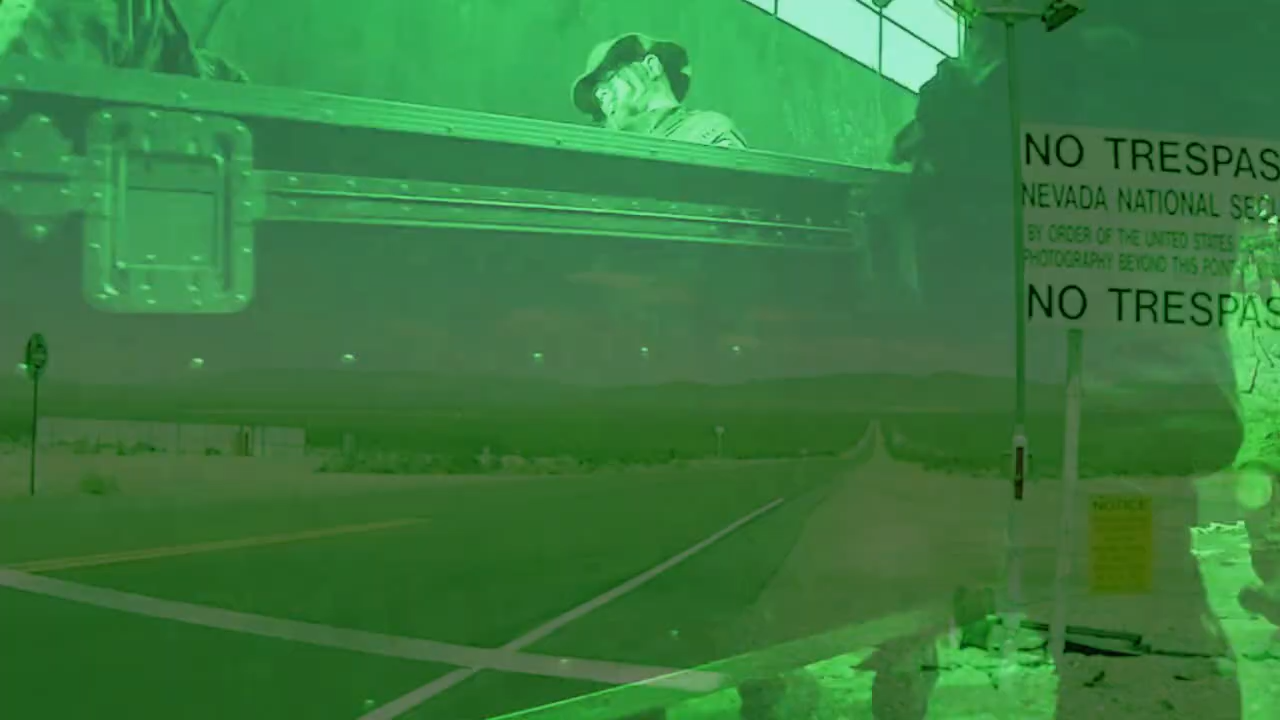 NO TRESPAS
NEVADA NATIONAL SEC
BY ORDER OF THE UNITED STATES
PHOTOGRAPHY BEYOND THIS POINT
NO TRESPAS
NOTICE